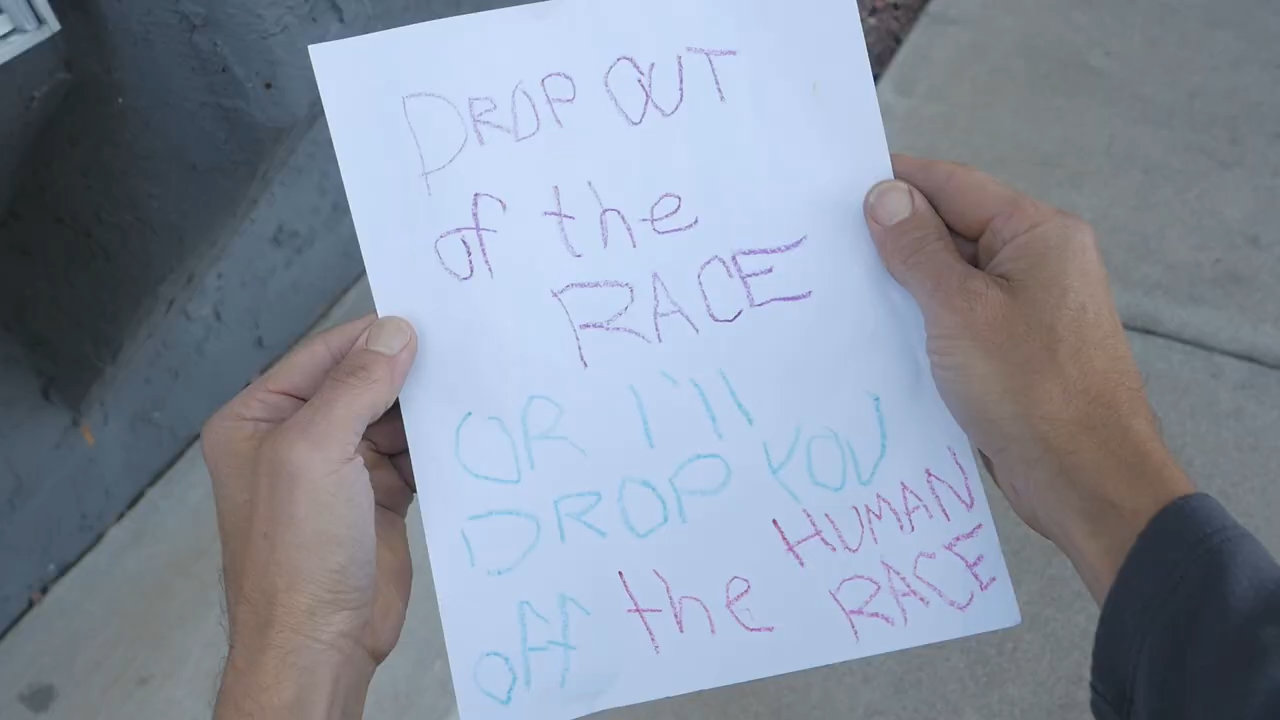 DROP OUT
of the
RACE
OR I'll
DROP YOU
off the HUMAN
RACE